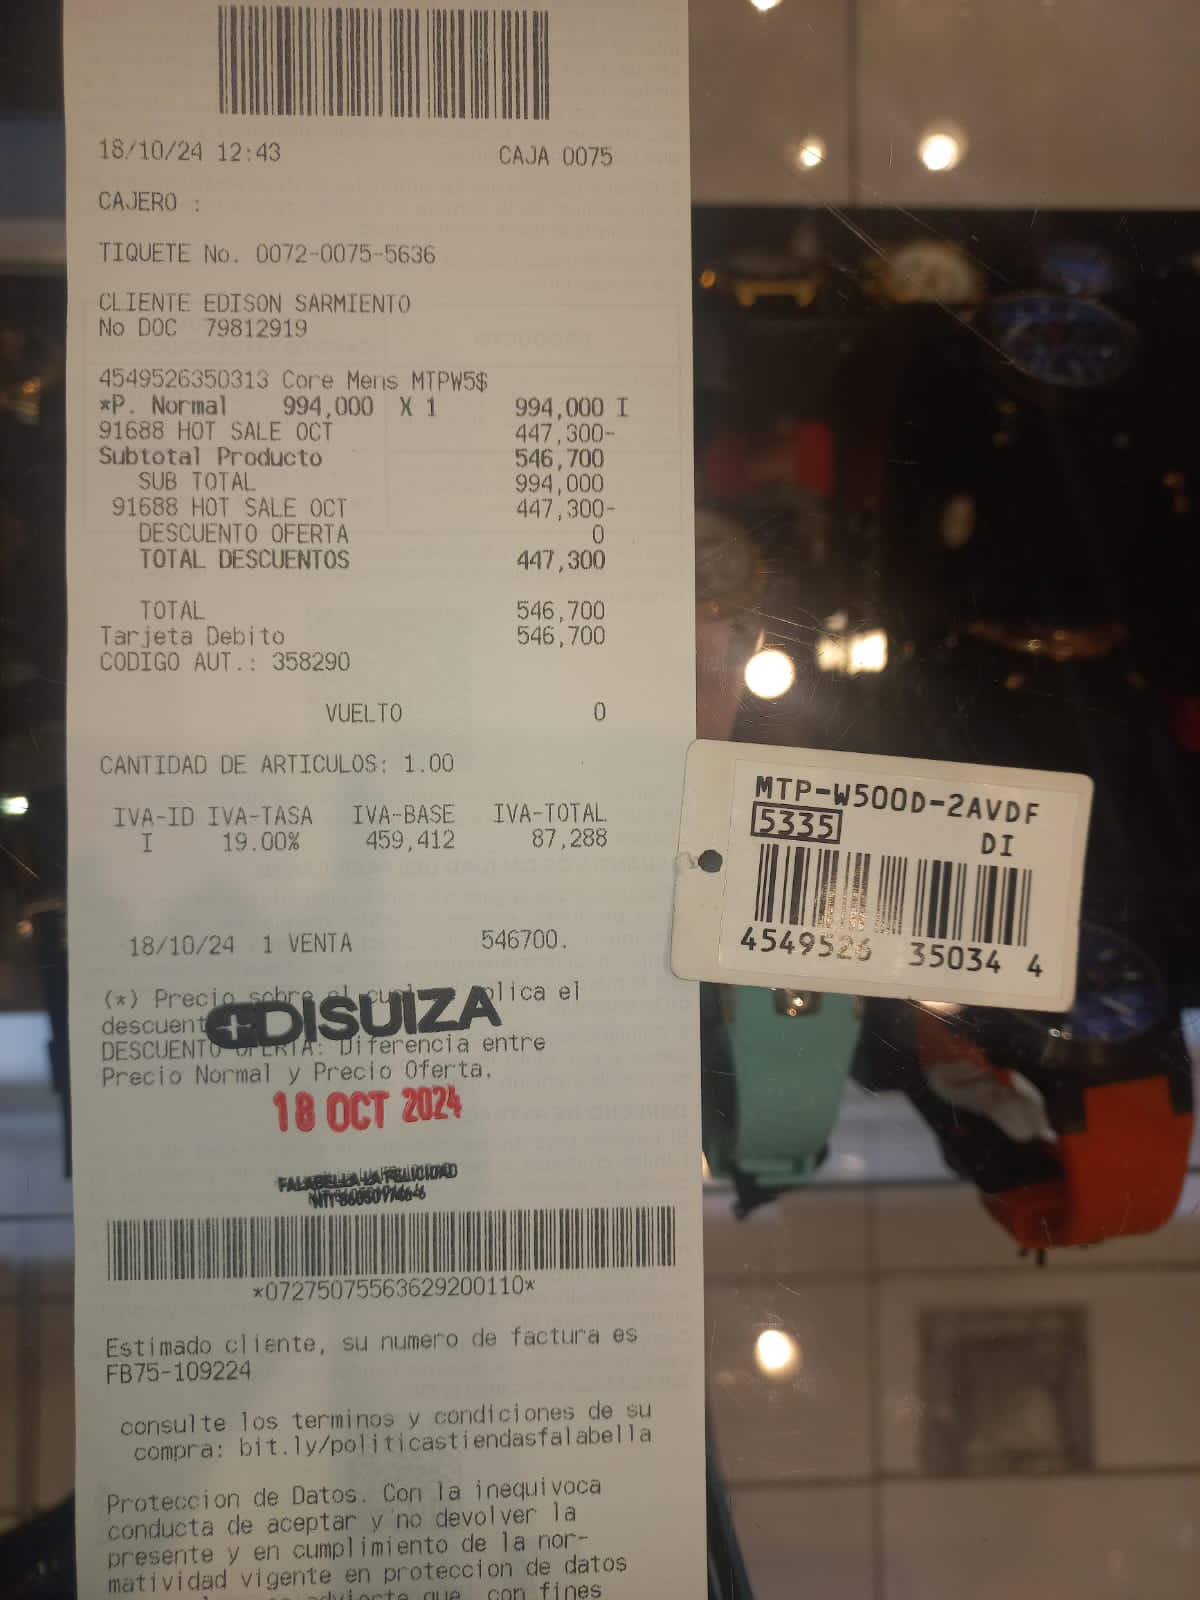 18/10/24 12:43 CAJA 0075
CAJERO :
TIQUETE No. 0072-0075-5636
CLIENTE EDISON SARMIENTO
No DOC 79812919
4549526350313 Core Mens MTPW5$
*P. Normal 994,000 X 1 994,000 I
91688 HOT SALE OCT 447,300-
Subtotal Producto 546,700
SUB TOTAL 994,000
91688 HOT SALE OCT 447,300-
DESCUENTO OFERTA 0
TOTAL DESCUENTOS 447,300
TOTAL 546,700
Tarjeta Debito 546,700
CODIGO AUT.: 358290
VUELTO 0
CANTIDAD DE ARTICULOS: 1.00
IVA-ID IVA-TASA IVA-BASE IVA-TOTAL
I 19.00% 459,412 87,288
18/10/24 1 VENTA 546700.
(*) Precio sobre el el
descuent
DISUIZA
DESCUENTO OFERTA: Diferencia entre
Precio Normal y Precio Oferta.
18 OCT 2024
FALABELLA LA FELICIDAD
NIT
*07275075563629200110*
Estimado cliente, su numero de factura es
FB75-109224
consulte los terminos y condiciones de su
compra: bit.ly/politicastiendasfalabella
Proteccion de Datos. Con la inequivoca
conducta de aceptar y no devolver la
presente y en cumplimiento de la nor-
matividad vigente en proteccion de datos
con fines
MTP-W500D-2AVDF
5335 DI
4549526 35034 4